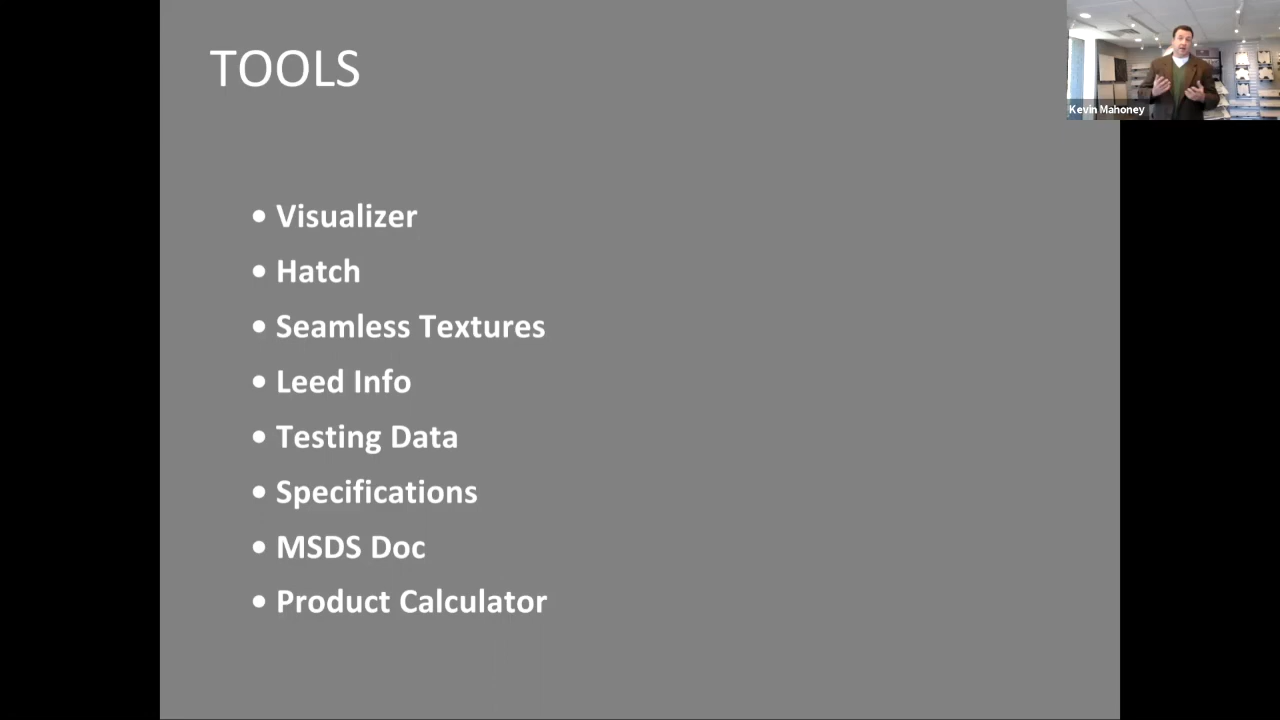 TOOLS
Kevin Mahoney
• Visualizer
• Hatch
• Seamless Textures
• Leed Info
• Testing Data
• Specifications
• MSDS Doc
• Product Calculator